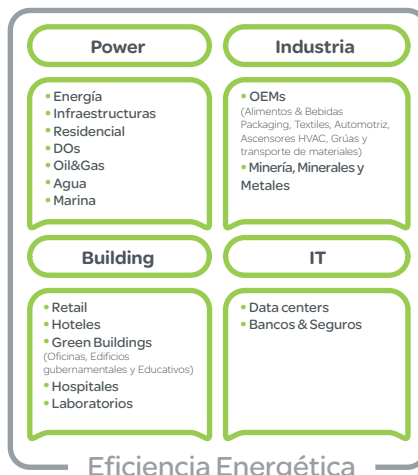 Power
• Energía
• Infraestructuras
• Residencial
• DOs
• Oil&Gas
• Agua
• Marina
Industria
• OEMs
(Alimentos & Bebidas
Packaging, Textiles, Automotriz,
Ascensores HVAC, Grúas y
transporte de materiales)
• Minería, Minerales y
Metales
Building
• Retail
• Hoteles
• Green Buildings
(Oficinas, Edificios
gubernamentales y Educativos)
• Hospitales
• Laboratorios
IT
• Data centers
• Bancos & Seguros
Eficiencia Energética